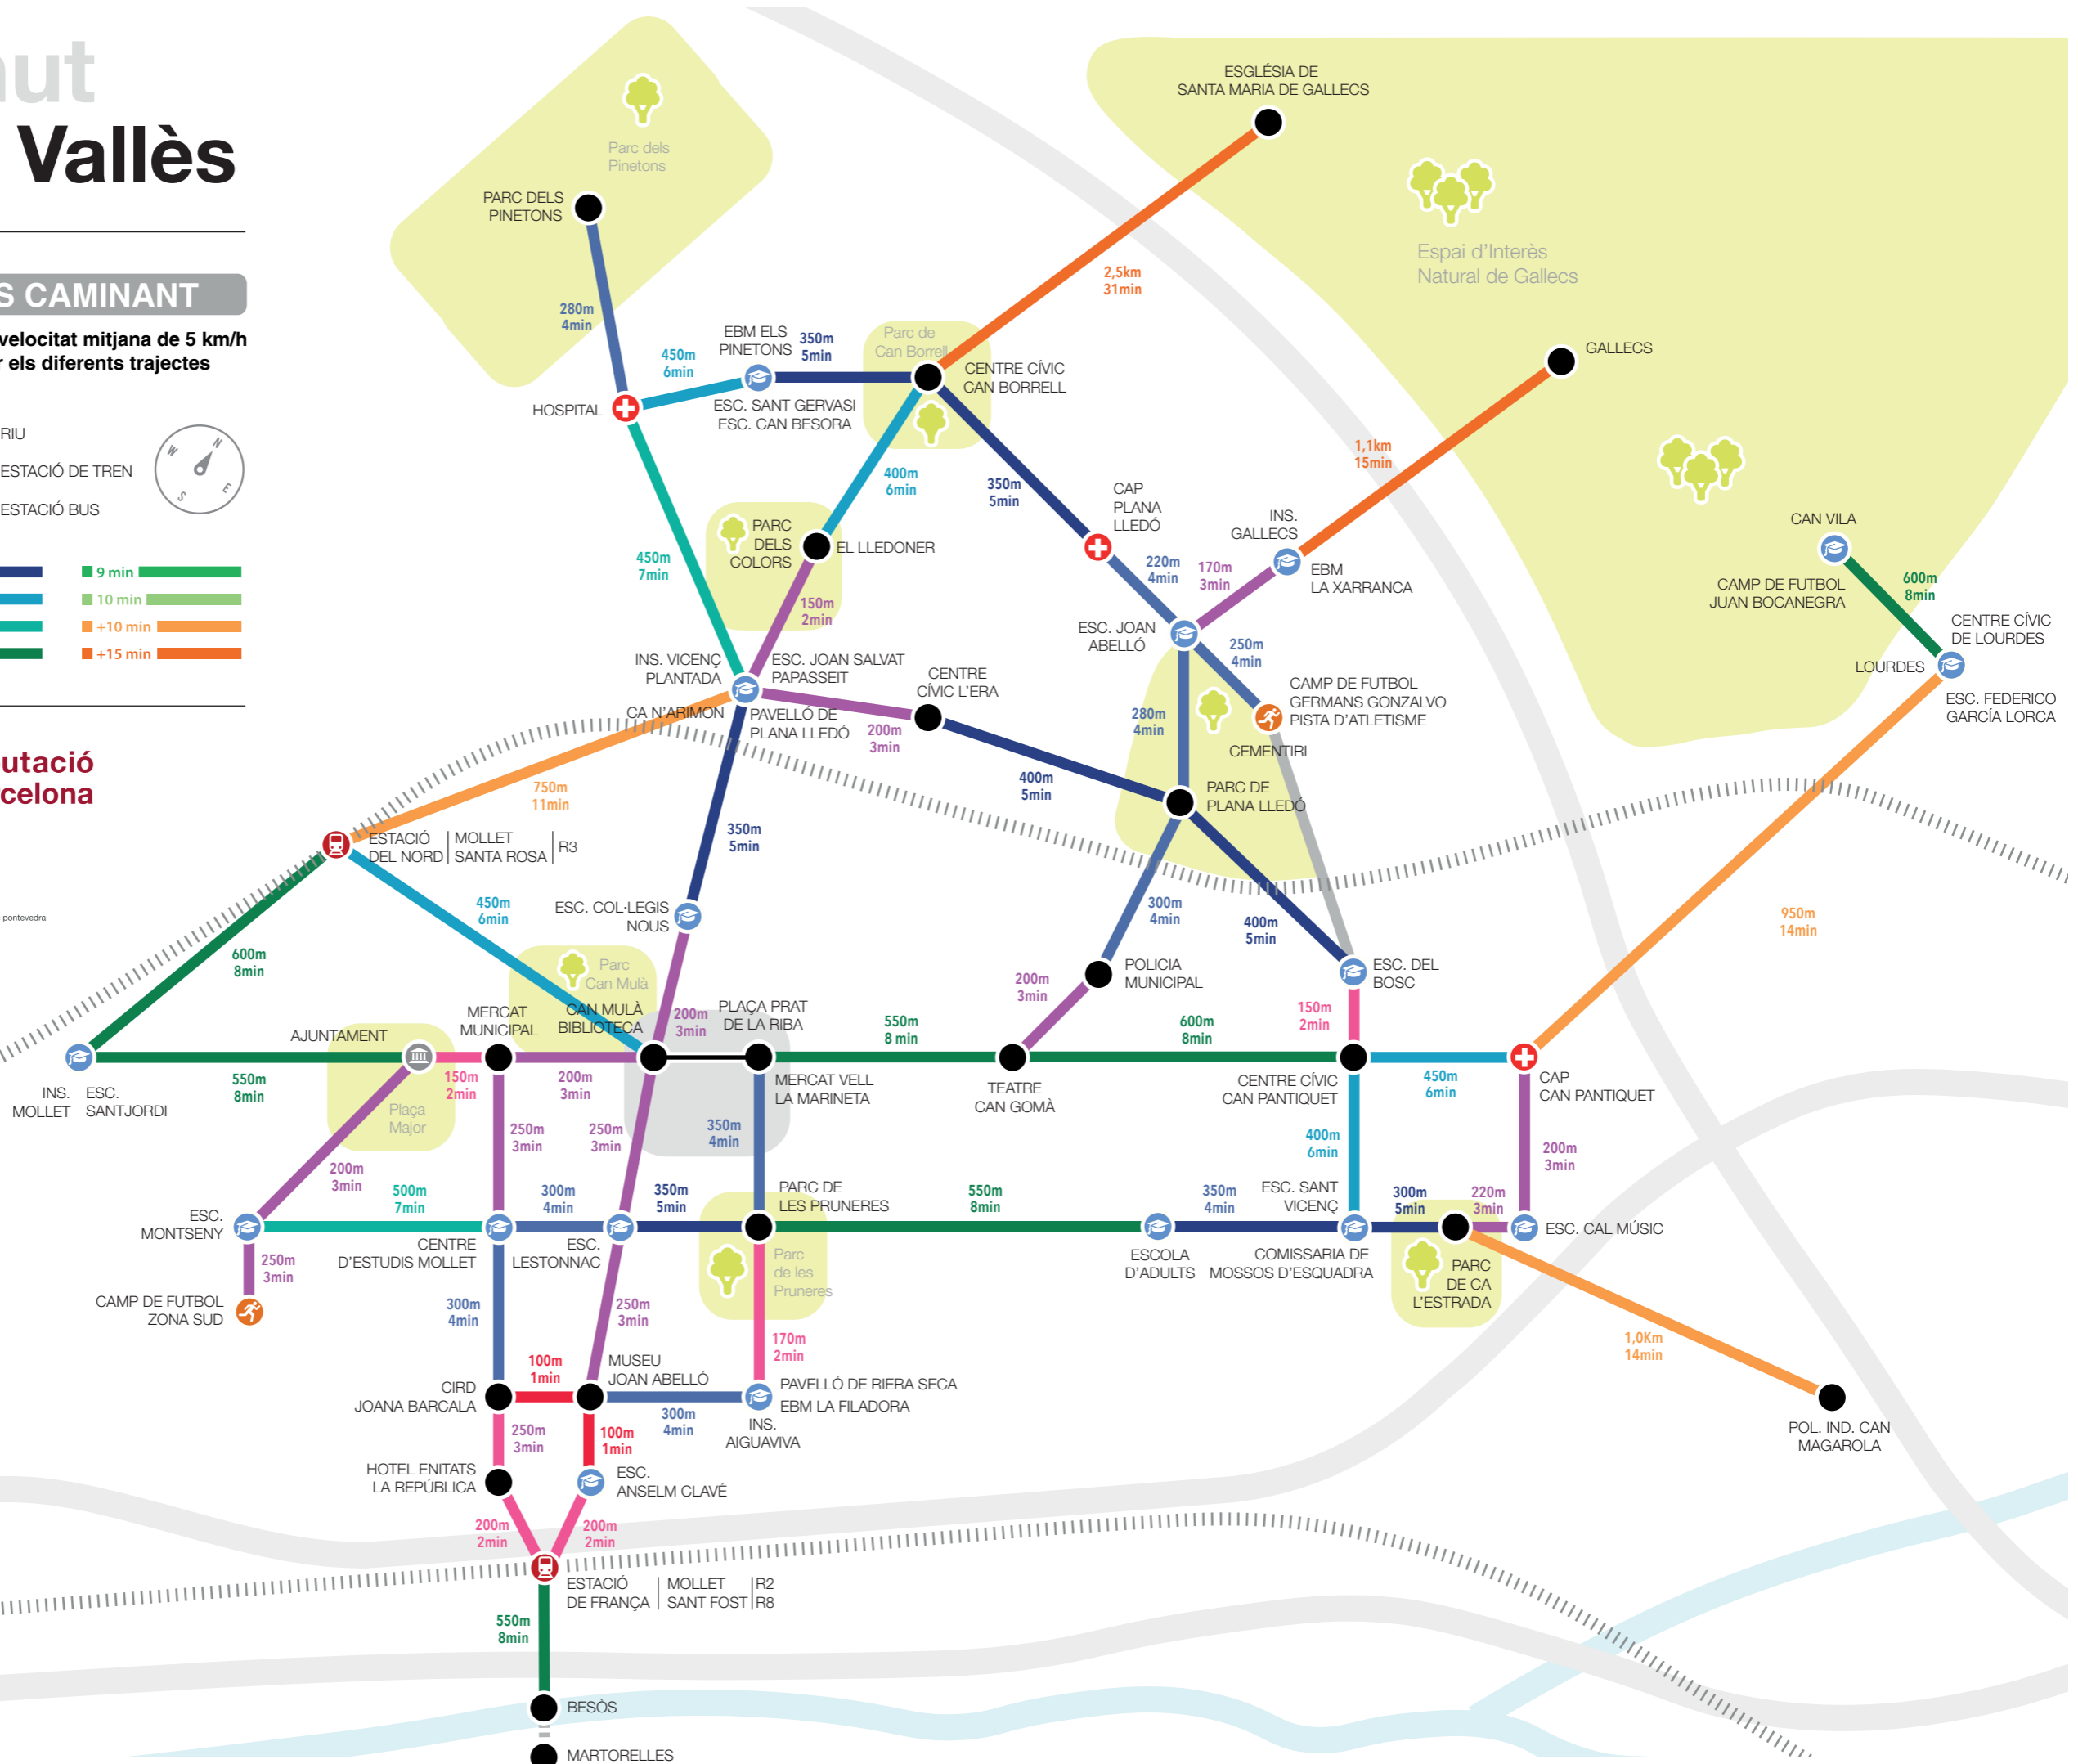 nut
Vallès
S CAMINANT
velocitat mitjana de 5 km/h
r els diferents trajectes
RIU
ESTACIÓ DE TREN
ESTACIÓ BUS
N
W
E
S
9 min
10 min
+10 min
+15 min
utació
celona
pontevedra
Parc dels
Pinetons
PARC DELS
PINETONS
280m
4min
HOSPITAL
450m
6min
EBM ELS
PINETONS
350m
5min
ESC. SANT GERVASI
ESC. CAN BESORA
Parc de
Can Borrell
CENTRE CÍVIC
CAN BORRELL
ESGLÉSIA DE
SANTA MARIA DE GALLECS
2,5km
31min
Espai d'Interès
Natural de Gallecs
GALLECS
1,1km
15min
400m
6min
350m
5min
CAP
PLANA
LLEDÓ
INS.
GALLECS
EBM
LA XARRANCA
220m
4min
170m
3min
PARC
DELS
COLORS
EL LLEDONER
450m
7min
150m
2min
ESC. JOAN
ABELLÓ
250m
4min
280m
4min
CAMP DE FUTBOL
GERMANS GONZALVO
PISTA D'ATLETISME
CEMENTIRI
CAN VILA
CAMP DE FUTBOL
JUAN BOCANEGRA
600m
8min
CENTRE CÍVIC
DE LOURDES
LOURDES
ESC. FEDERICO
GARCÍA LORCA
INS. VICENÇ
PLANTADA
ESC. JOAN SALVAT
PAPASSEIT
CA N'ARIMON
PAVELLÓ DE
PLANA LLEDÓ
CENTRE
CÍVIC L'ERA
200m
3min
400m
5min
PARC DE
PLANA LLEDÓ
750m
11min
ESTACIÓ
DEL NORD
MOLLET
SANTA ROSA
R3
350m
5min
450m
6min
ESC. COL·LEGIS
NOUS
300m
4min
400m
5min
950m
14min
600m
8min
Parc
Can Mulà
POLICIA
MUNICIPAL
200m
3min
ESC. DEL
BOSC
150m
2min
AJUNTAMENT
MERCAT
MUNICIPAL
CAN MULÀ
BIBLIOTECA
200m
3min
PLAÇA PRAT
DE LA RIBA
550m
8 min
600m
8min
INS.
MOLLET
ESC.
SANTJORDI
550m
8min
150m
2min
200m
3min
MERCAT VELL
LA MARINETA
TEATRE
CAN GOMÀ
CENTRE CÍVIC
CAN PANTIQUET
450m
6min
CAP
CAN PANTIQUET
Plaça
Major
250m
3min
250m
3min
350m
4min
400m
6min
200m
3min
200m
3min
500m
7min
300m
4min
350m
5min
PARC DE
LES PRUNERES
550m
8min
350m
4min
ESC. SANT
VICENÇ
300m
5min
220m
3min
ESC.
MONTSENY
CENTRE
D'ESTUDIS MOLLET
ESC.
LESTONNAC
Parc
de les
Pruneres
ESCOLA
D'ADULTS
COMISSARIA DE
MOSSOS D'ESQUADRA
PARC
DE CA
L'ESTRADA
ESC. CAL MÚSIC
250m
3min
CAMP DE FUTBOL
ZONA SUD
300m
4min
250m
3min
170m
2min
1,0Km
14min
CIRD
JOANA BARCALA
100m
1min
MUSEU
JOAN ABELLÓ
300m
4min
PAVELLÓ DE RIERA SECA
EBM LA FILADORA
INS.
AIGUAVIVA
POL. IND. CAN
MAGAROLA
250m
3min
100m
1min
HOTEL ENITATS
LA REPÚBLICA
ESC.
ANSELM CLAVÉ
200m
2min
200m
2min
ESTACIÓ
DE FRANÇA
MOLLET
SANT FOST
R2
R8
550m
8min
BESÒS
MARTORELLES